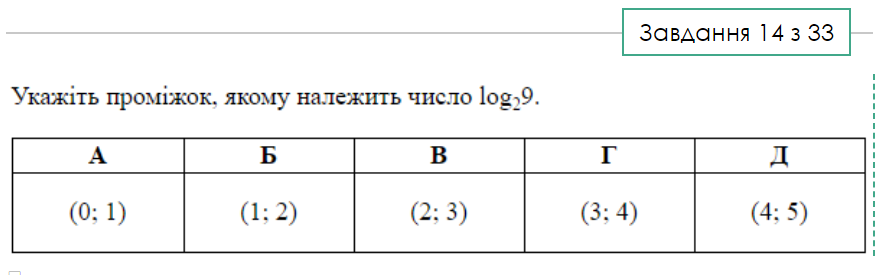 Завдання 14 з 33
Укажіть проміжок, якому належить число log₂9.
А Б В Г Д
(0; 1) (1; 2) (2; 3) (3; 4) (4; 5)